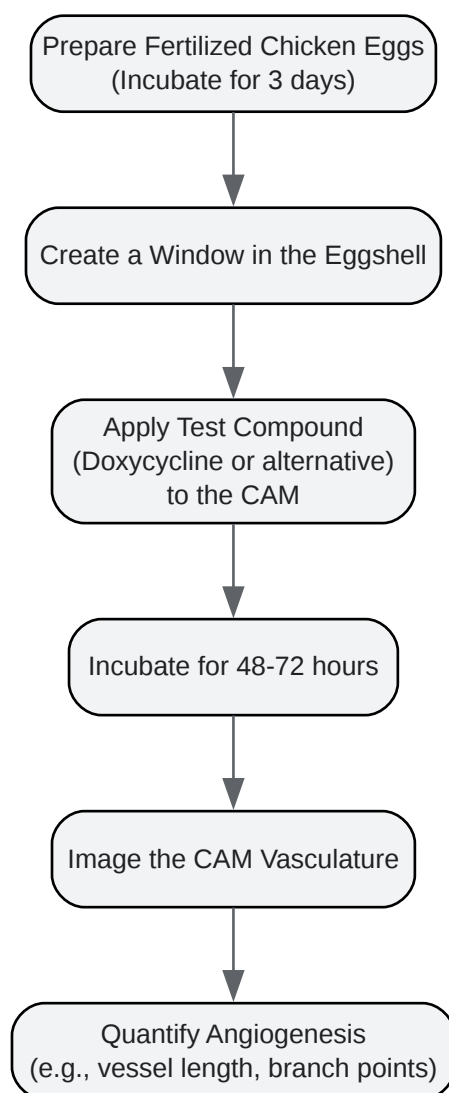 Prepare Fertilized Chicken Eggs
(Incubate for 3 days)
Create a Window in the Eggshell
Apply Test Compound
(Doxycycline or alternative)
to the CAM
Incubate for 48-72 hours
Image the CAM Vasculature
Quantify Angiogenesis
(e.g., vessel length, branch points)